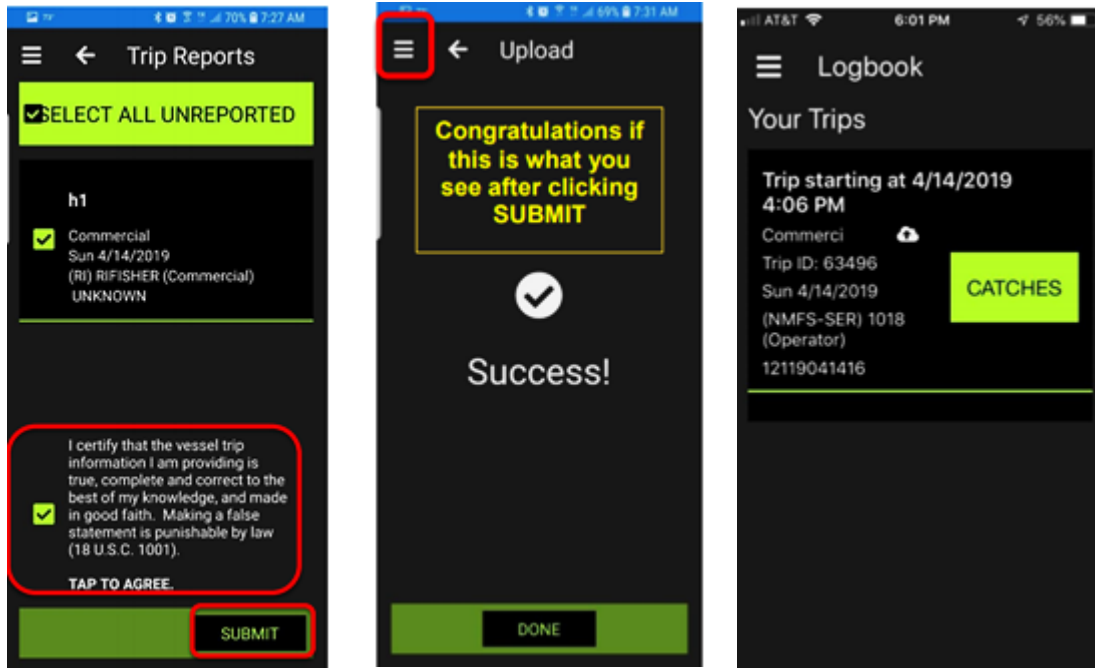 70% 7:27 AM
Trip Reports
SELECT ALL UNREPORTED
h1
Commercial
Sun 4/14/2019
(RI) RIFISHER (Commercial)
UNKNOWN
I certify that the vessel trip
information I am providing is
true, complete and correct to the
best of my knowledge, and made
in good faith. Making a false
statement is punishable by law
(18 U.S.C. 1001).
TAP TO AGREE.
SUBMIT
69% 7:31 AM
Upload
Congratulations if
this is what you
see after clicking
SUBMIT
Success!
DONE
AT&T 6:01 PM 56%
Logbook
Your Trips
Trip starting at 4/14/2019
4:06 PM
Commerci
Trip ID: 63496
Sun 4/14/2019
(NMFS-SER) 1018
(Operator)
12119041416
CATCHES